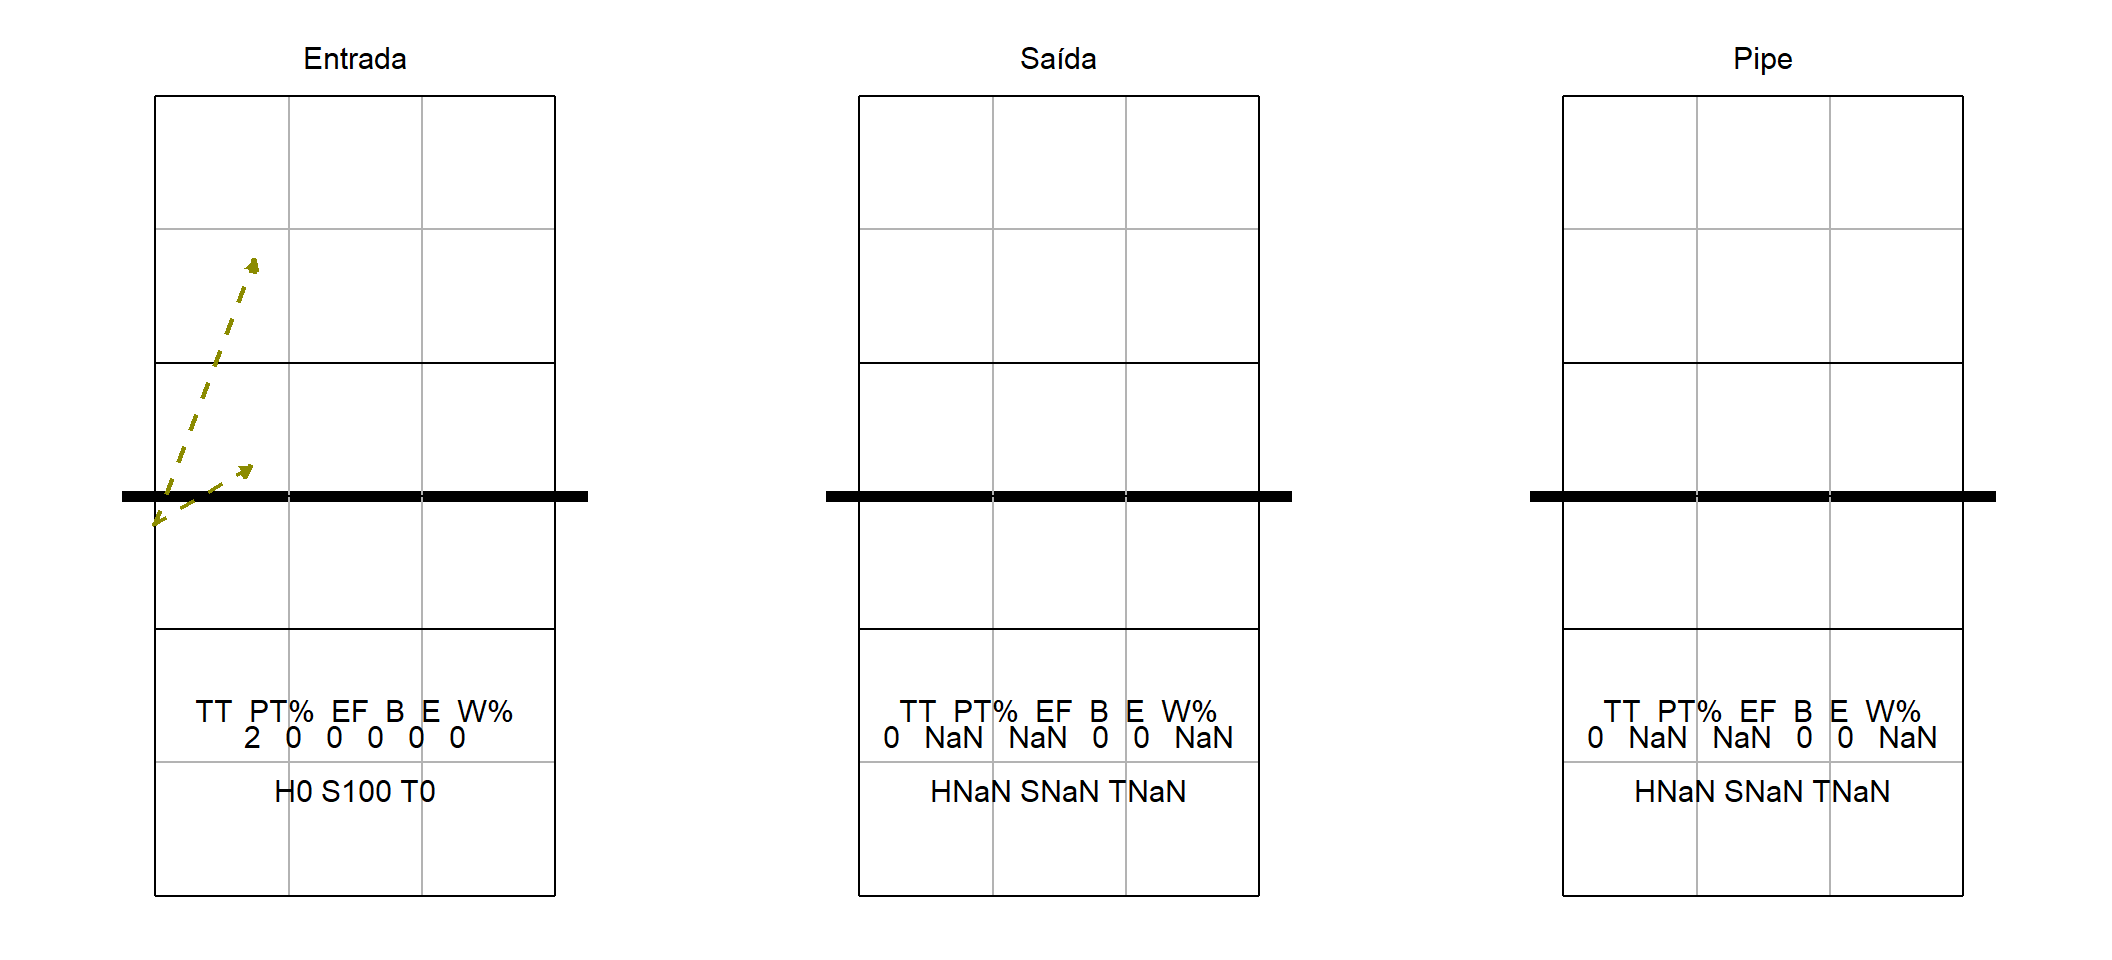 Entrada
TT PT% EF B E W%
2 0 0 0 0 0
H0 S100 T0
Saída
TT PT% EF B E W%
0 NaN NaN 0 0 NaN
HNaN SNaN TNaN
Pipe
TT PT% EF B E W%
0 NaN NaN 0 0 NaN
HNaN SNaN TNaN